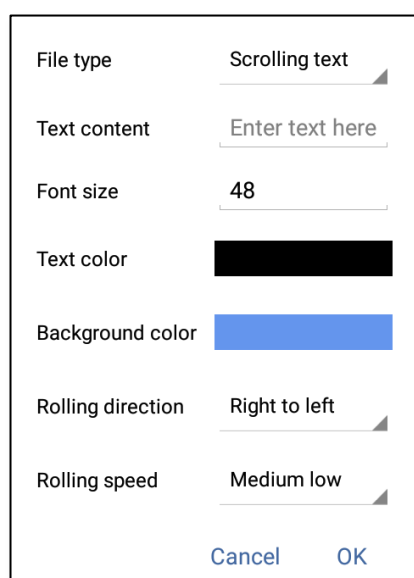 File type Scrolling text
Text content Enter text here
Font size 48
Text color
Background color
Rolling direction Right to left
Rolling speed Medium low
Cancel OK